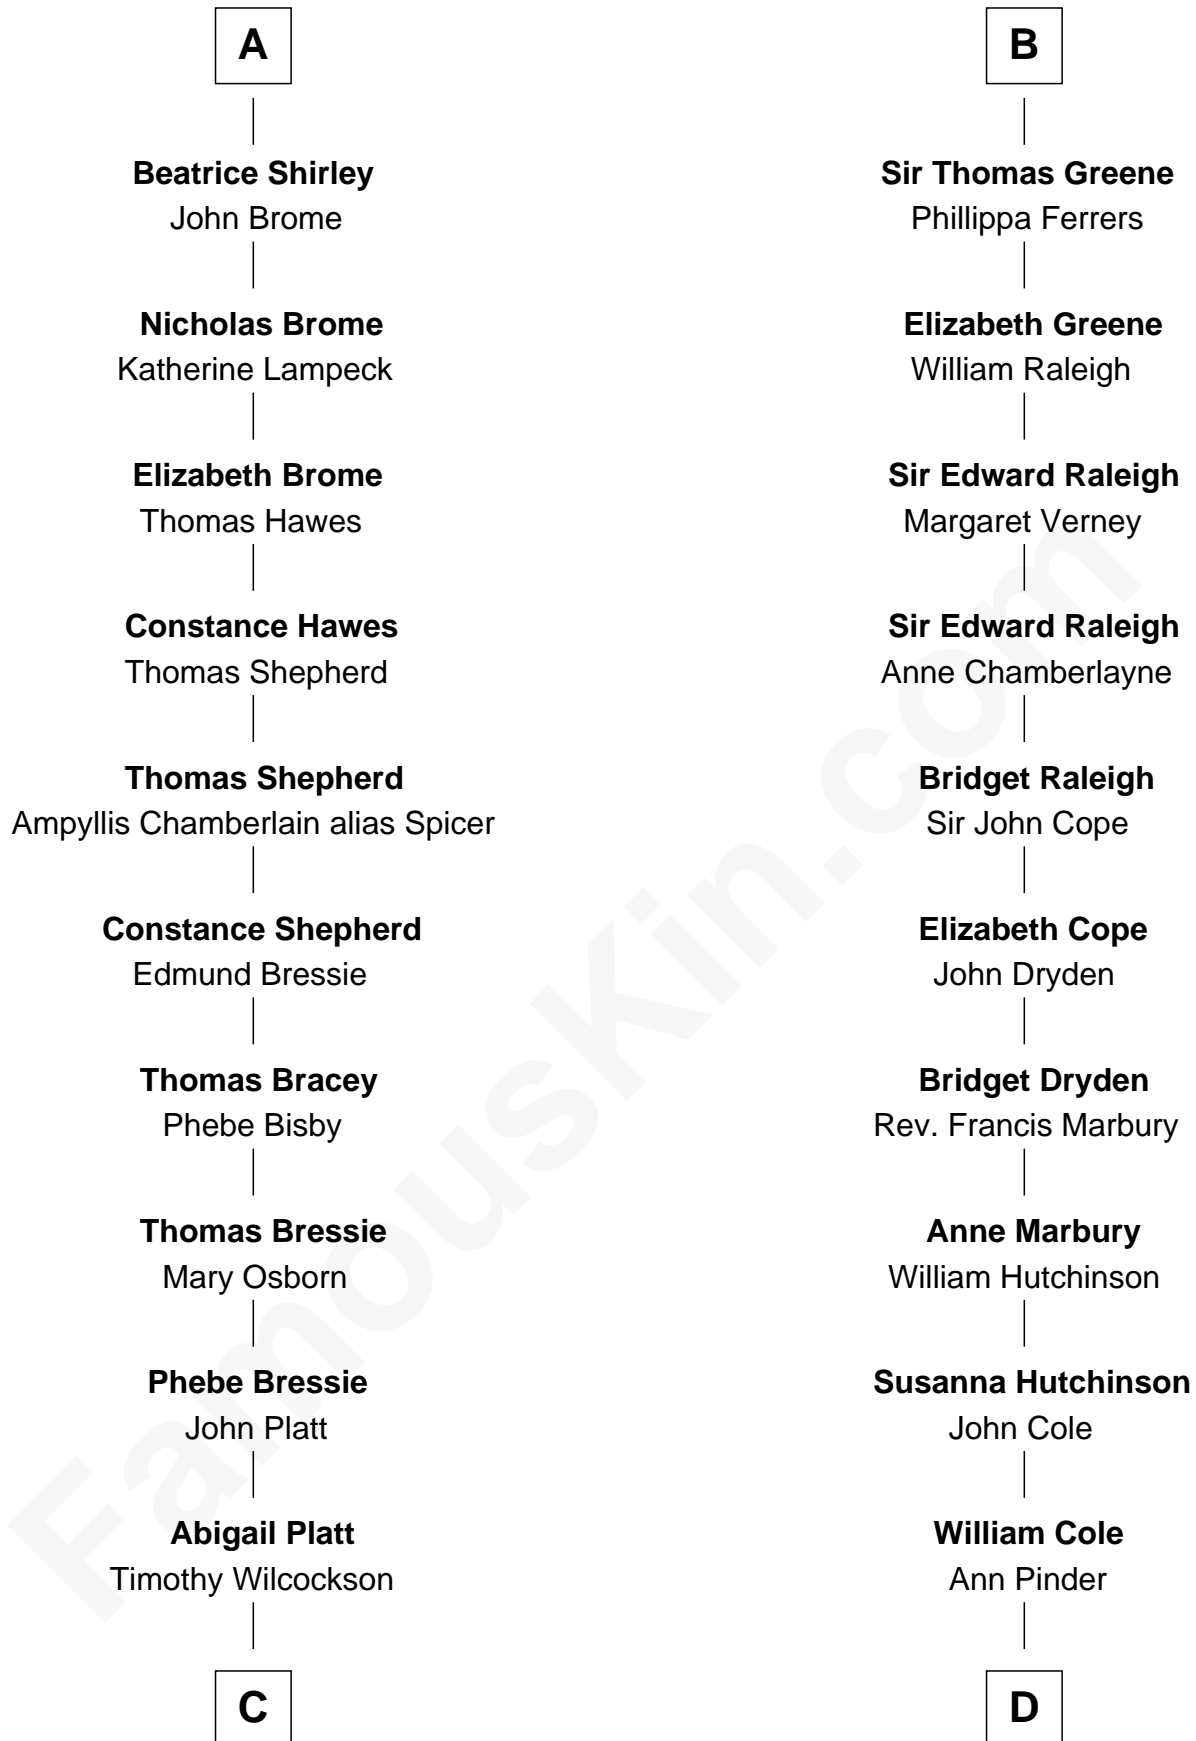 A
Beatrice Shirley
John Brome
Nicholas Brome
Katherine Lampeck
Elizabeth Brome
Thomas Hawes
Constance Hawes
Thomas Shepherd
Thomas Shepherd
Ampyllis Chamberlain alias Spicer
Constance Shepherd
Edmund Bressie
Thomas Bracey
Phebe Bisby
Thomas Bressie
Mary Osborn
Phebe Bressie
John Platt
Abigail Platt
Timothy Wilcockson
C
B
Sir Thomas Greene
Phillippa Ferrers
Elizabeth Greene
William Raleigh
Sir Edward Raleigh
Margaret Verney
Sir Edward Raleigh
Anne Chamberlayne
Bridget Raleigh
Sir John Cope
Elizabeth Cope
John Dryden
Bridget Dryden
Rev. Francis Marbury
Anne Marbury
William Hutchinson
Susanna Hutchinson
John Cole
William Cole
Ann Pinder
D
FamousKin.com